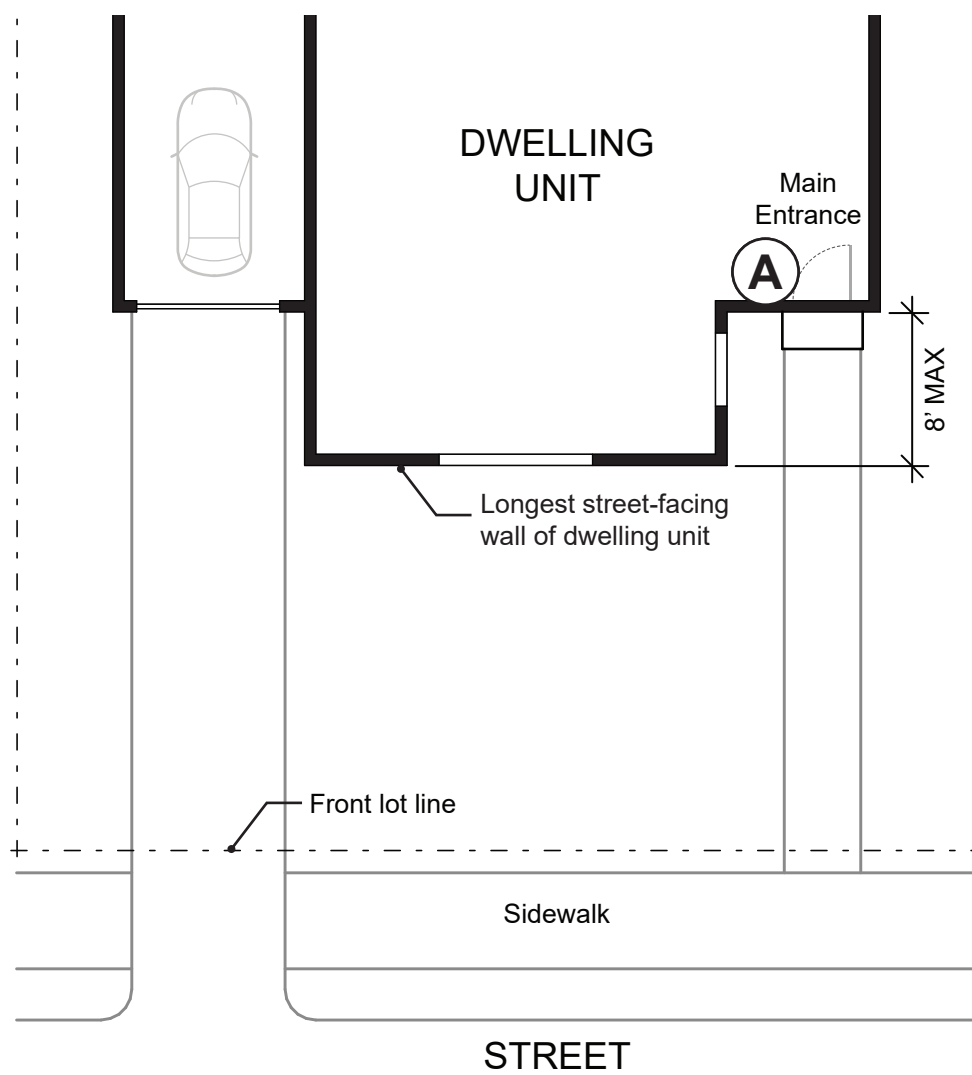 DWELLING
UNIT
Main
Entrance
A
8’ MAX
Longest street-facing
wall of dwelling unit
Front lot line
Sidewalk
STREET